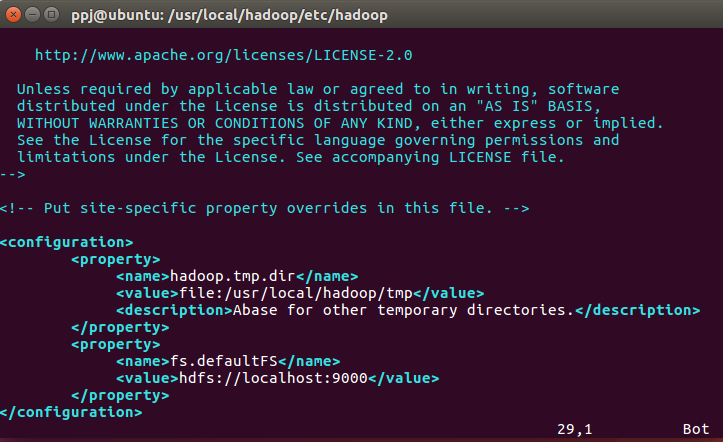 ppj@ubuntu: /usr/local/hadoop/etc/hadoop
    http://www.apache.org/licenses/LICENSE-2.0
  Unless required by applicable law or agreed to in writing, software
  distributed under the License is distributed on an "AS IS" BASIS,
  WITHOUT WARRANTIES OR CONDITIONS OF ANY KIND, either express or implied.
  See the License for the specific language governing permissions and
  limitations under the License. See accompanying LICENSE file.
-->
<!-- Put site-specific property overrides in this file. -->
<configuration>
        <property>
             <name>hadoop.tmp.dir</name>
             <value>file:/usr/local/hadoop/tmp</value>
             <description>Abase for other temporary directories.</description>
        </property>
        <property>
             <name>fs.defaultFS</name>
             <value>hdfs://localhost:9000</value>
        </property>
</configuration>
29,1 Bot